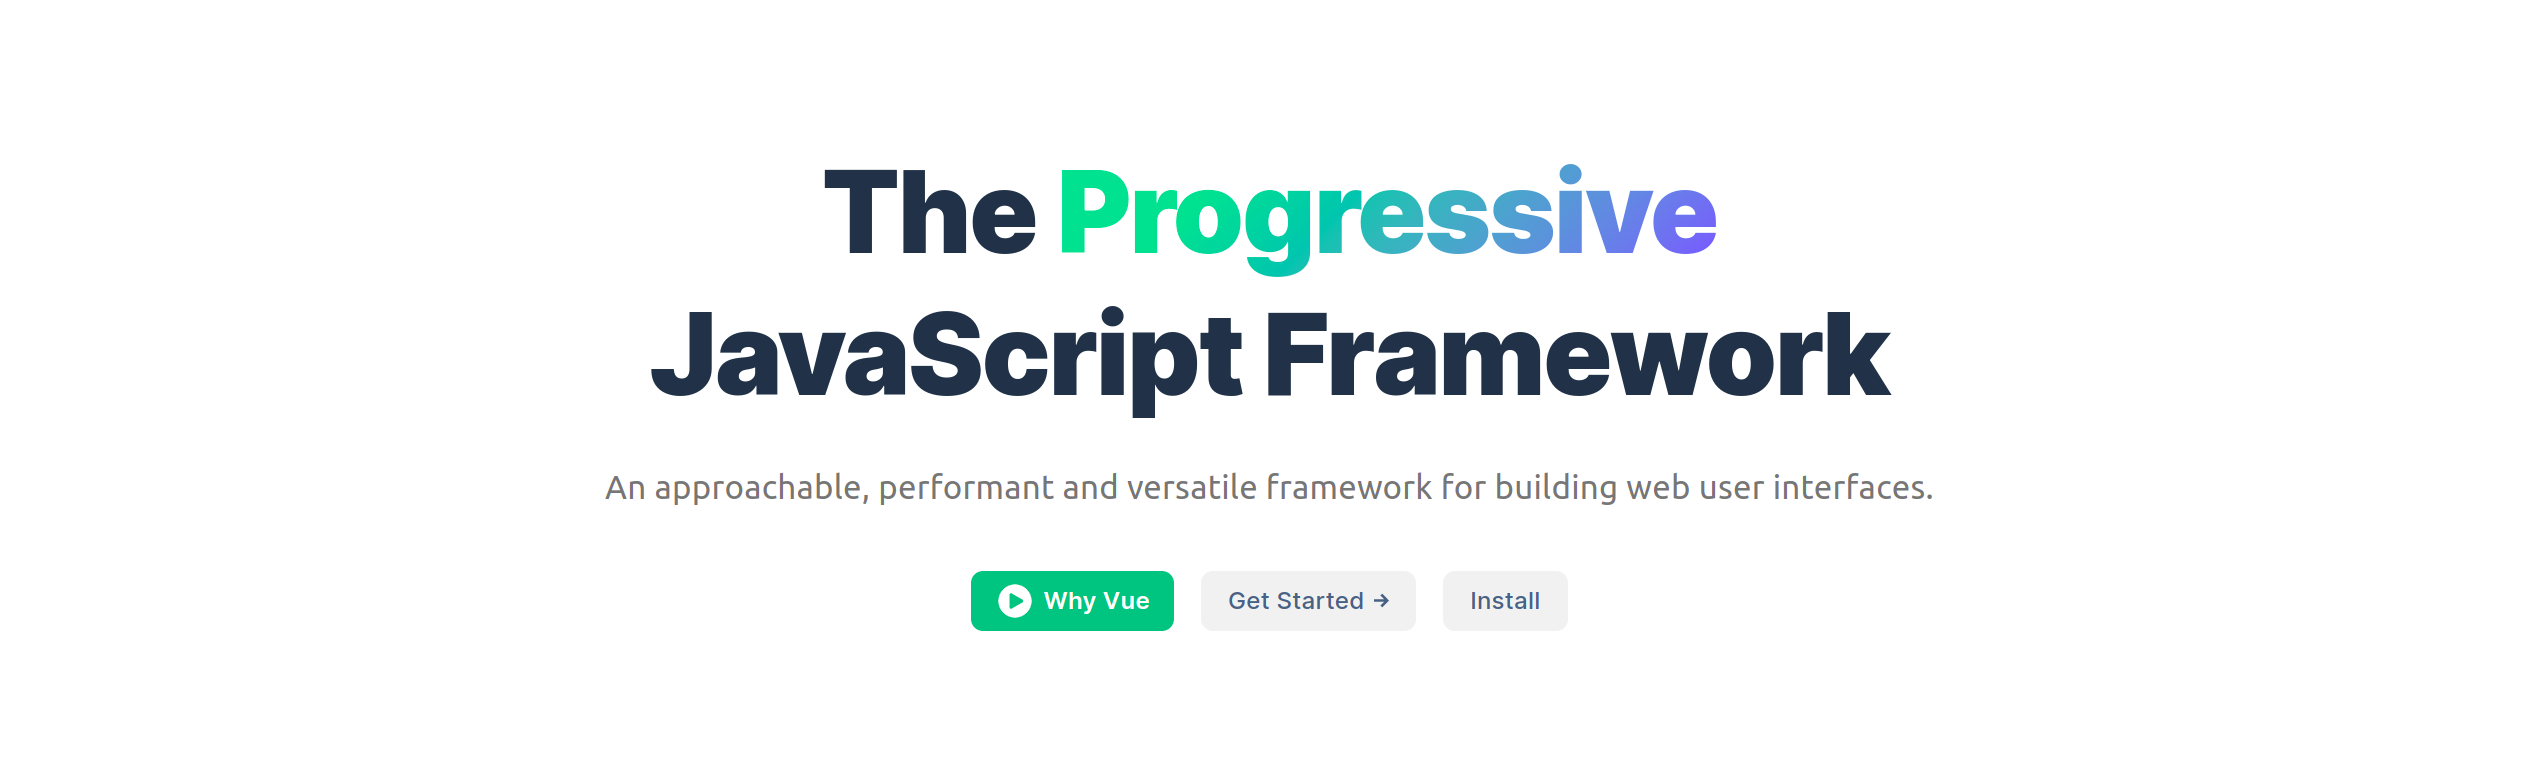 The Progressive
JavaScript Framework
An approachable, performant and versatile framework for building web user interfaces.
Why Vue
Get Started →
Install